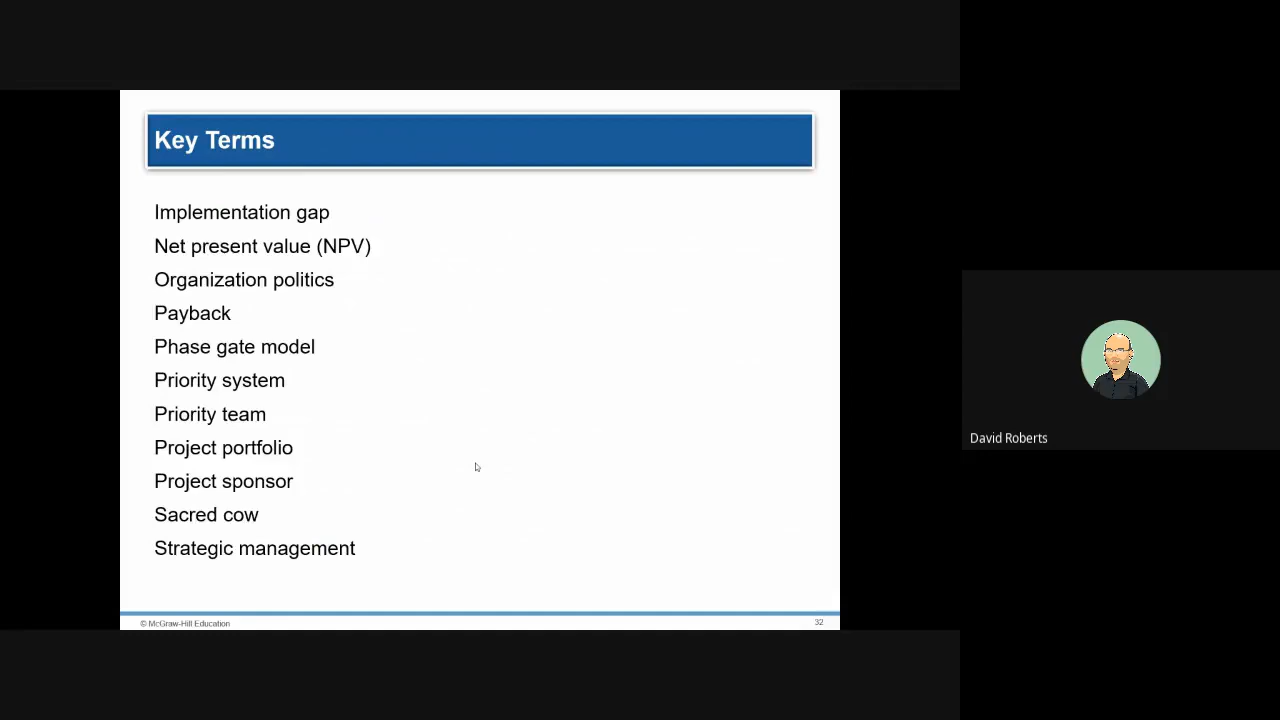 Key Terms
Implementation gap
Net present value (NPV)
Organization politics
Payback
Phase gate model
Priority system
Priority team
Project portfolio
Project sponsor
Sacred cow
Strategic management
© McGraw-Hill Education
32
David Roberts